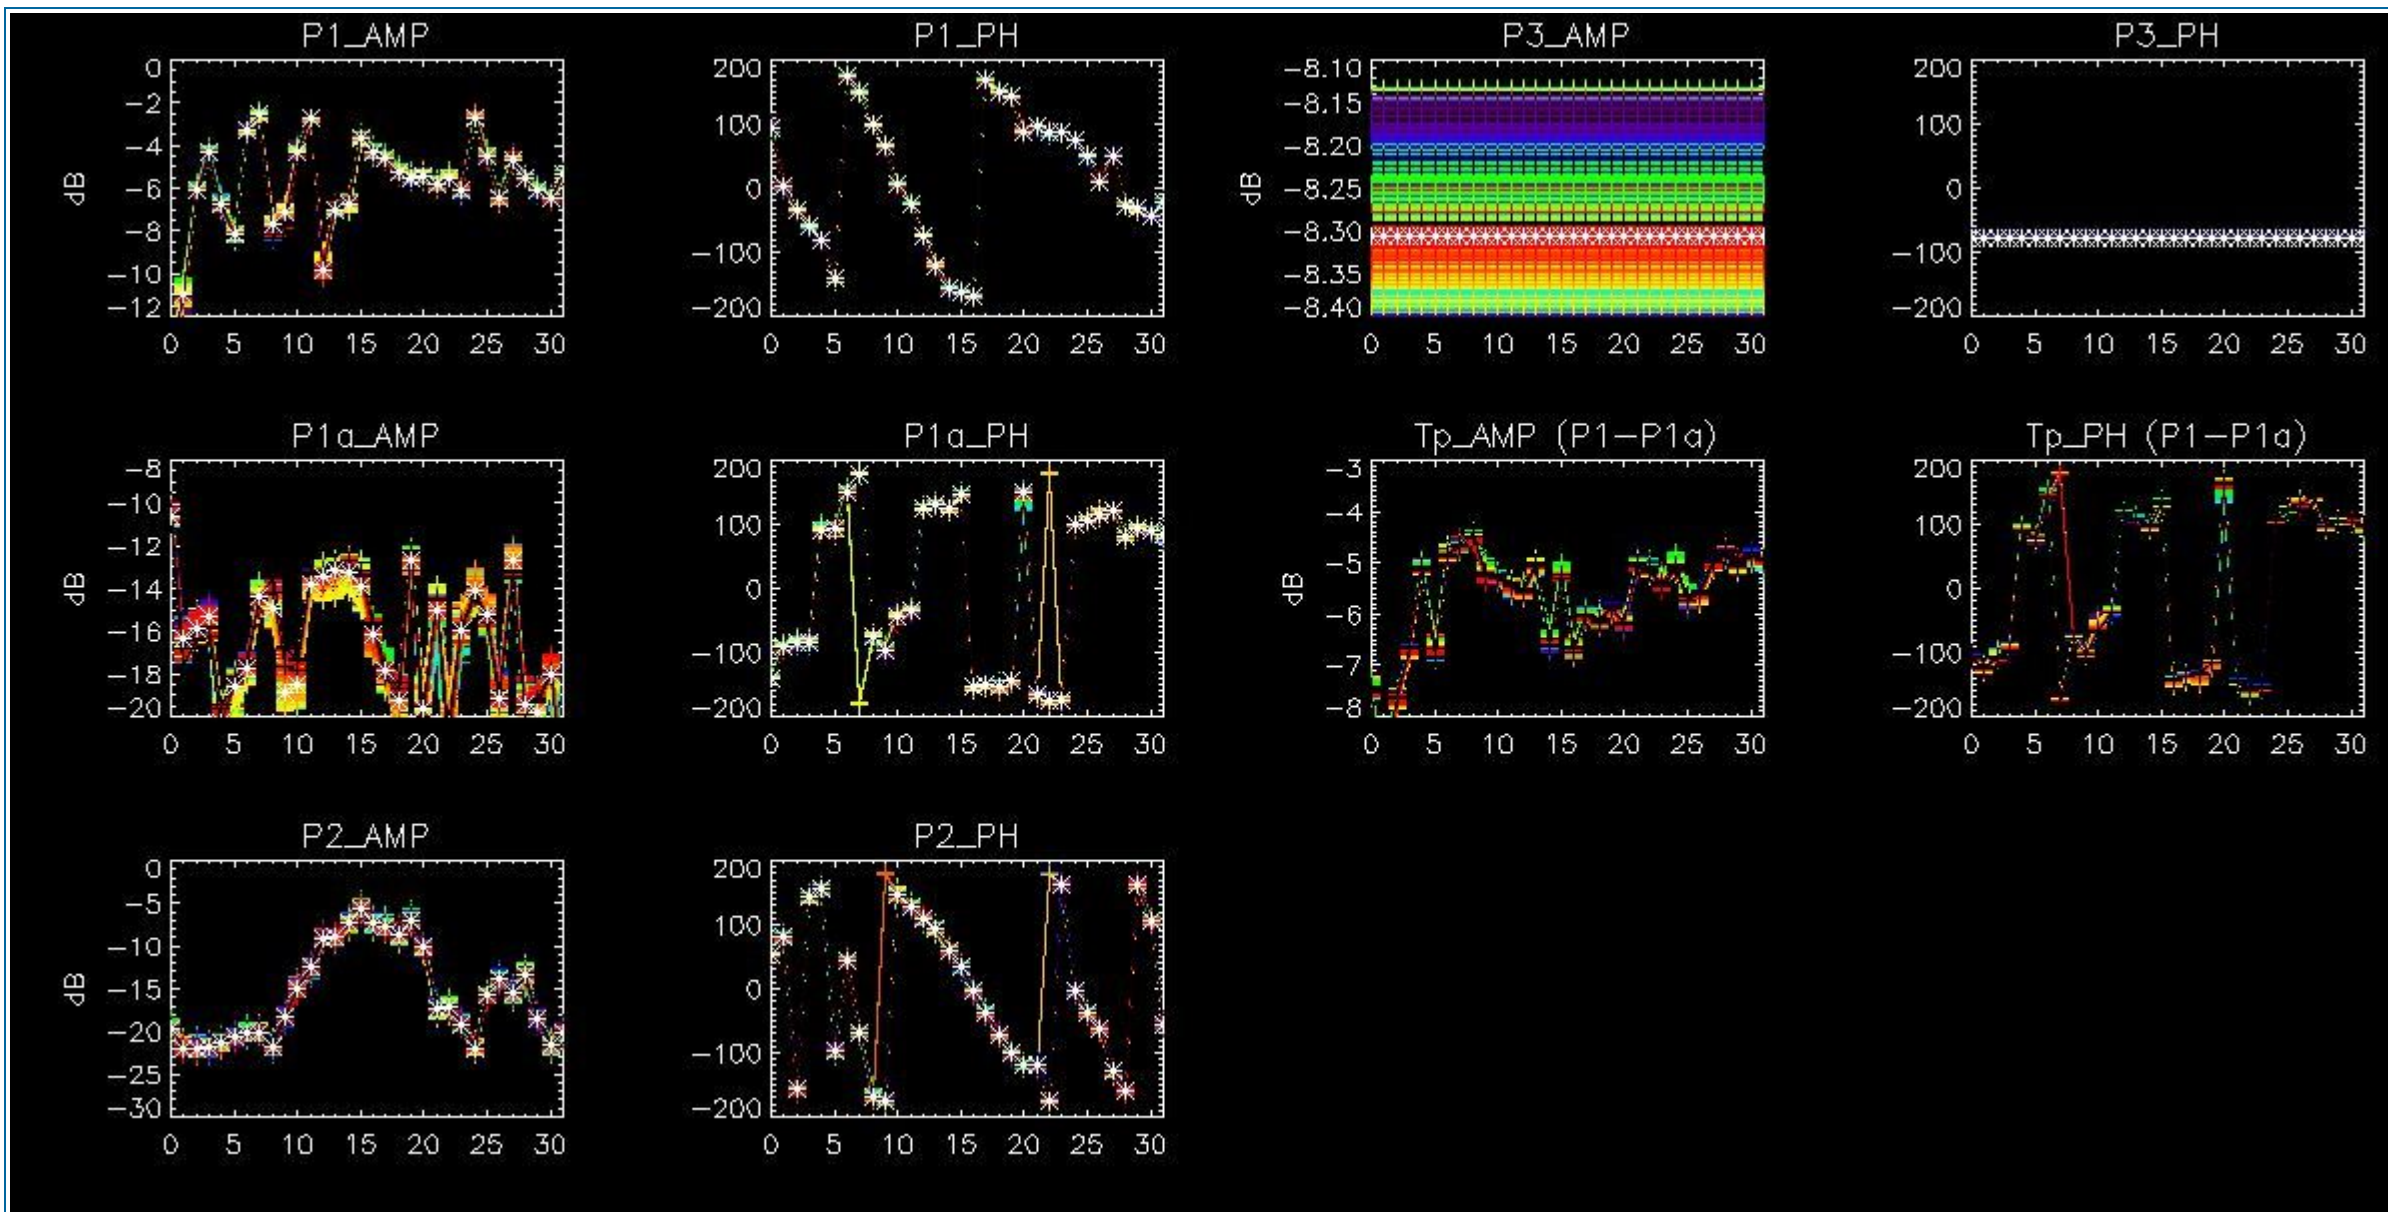 P1_AMP P1_PH P3_AMP P3_PH
0 200 -8.10 200
-2 -8.15
100 100
-4 -8.20
dB -6 0 dB -8.25 0
-8 -8.30
-100 -100
-10 -8.35
-12 -200 -8.40 -200
0 5 10 15 20 25 30 0 5 10 15 20 25 30 0 5 10 15 20 25 30 0 5 10 15 20 25 30
P1a_AMP P1a_PH Tp_AMP (P1-P1a) Tp_PH (P1-P1a)
-8 200 -3 200
-10
100 -4 100
-12
dB -14 0 dB -5 0
-16 -6
-100 -100
-18 -7
-20 -200 -8 -200
0 5 10 15 20 25 30 0 5 10 15 20 25 30 0 5 10 15 20 25 30 0 5 10 15 20 25 30
P2_AMP P2_PH
0 200
-5
100
-10
dB -15 0
-20
-100
-25
-30 -200
0 5 10 15 20 25 30 0 5 10 15 20 25 30